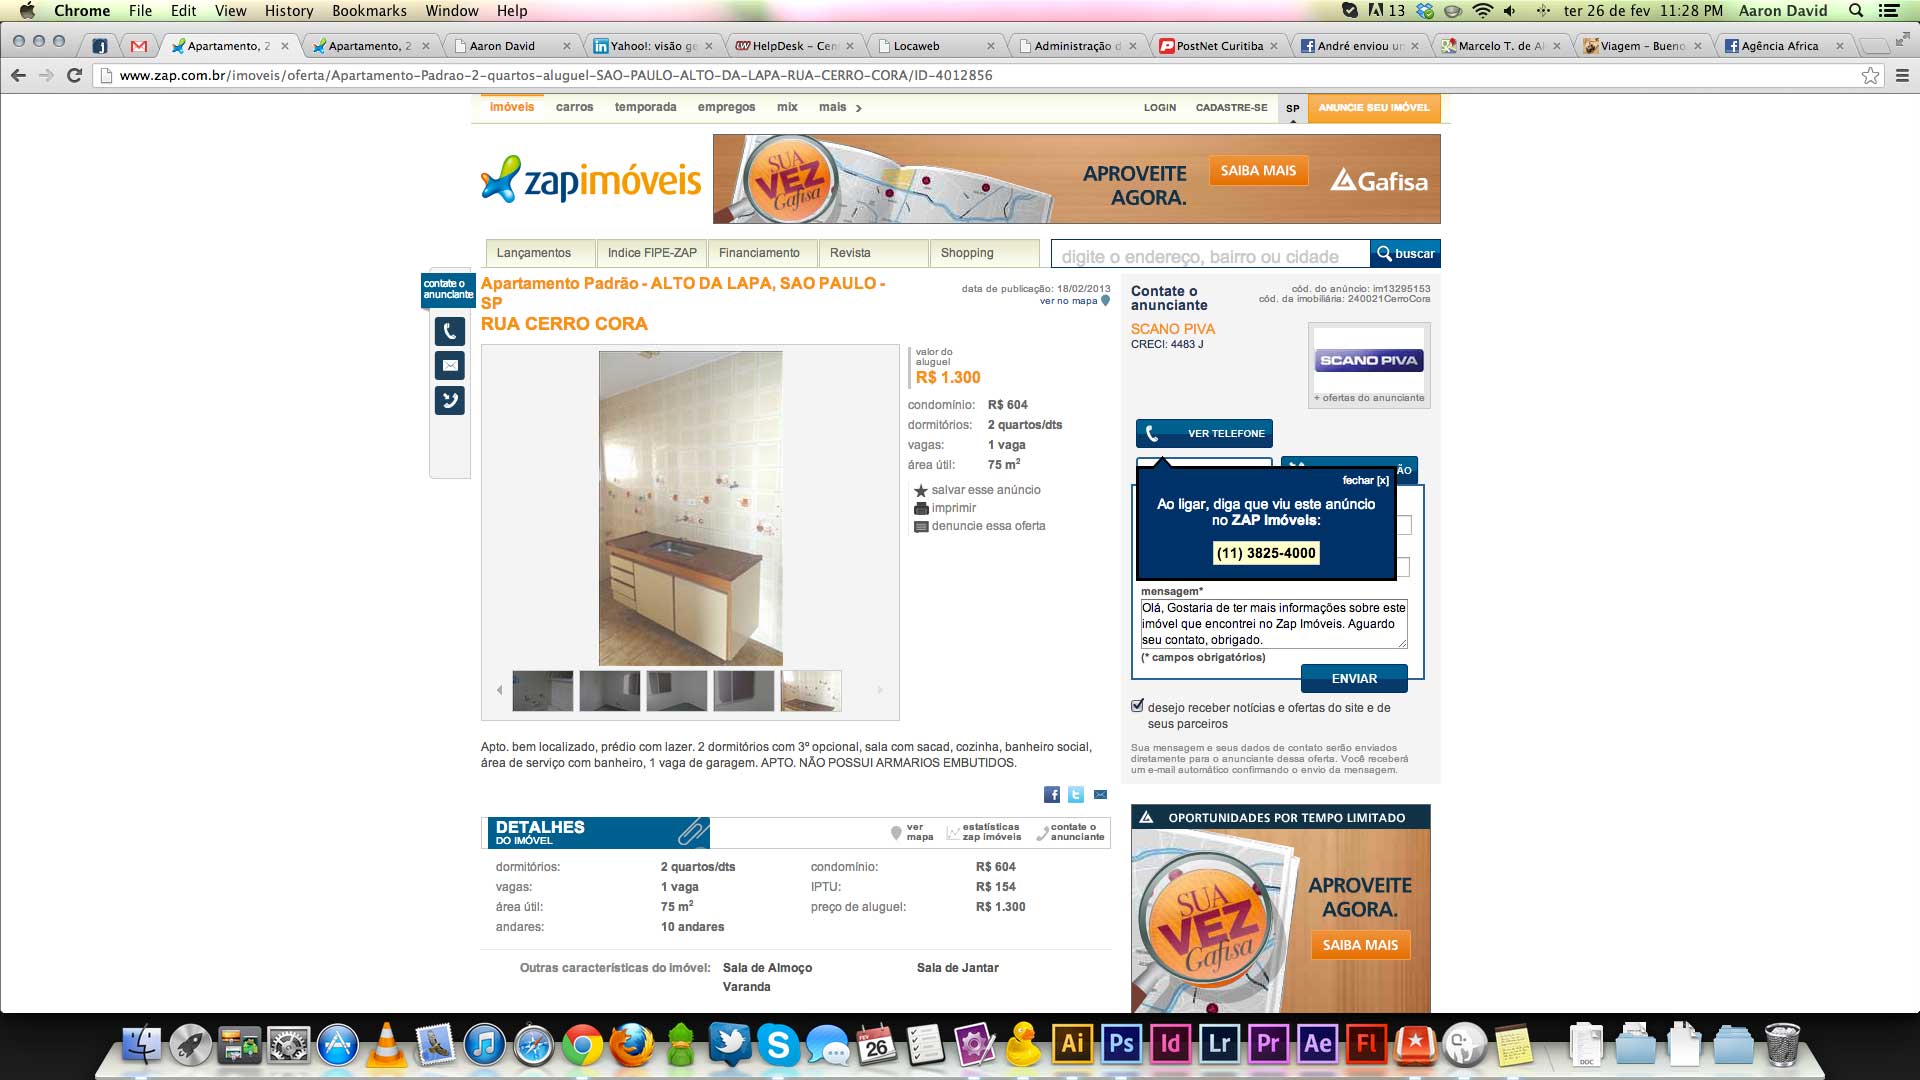 Chrome File Edit View History Bookmarks Window Help
13 ter 26 de fev 11:28 PM Aaron David
Apartamento, 2
Apartamento, 2
Aaron David
Yahoo!: visão ge
HelpDesk – Cen
Locaweb
Administração d
PostNet Curitiba
André enviou um
Marcelo T. de Al
Viagem – Bueno
Agência Africa
www.zap.com.br/imoveis/oferta/Apartamento-Padrao-2-quartos-aluguel-SAO-PAULO-ALTO-DA-LAPA-RUA-CERRO-CORA/ID-4012856
imóveis carros temporada empregos mix mais
LOGIN CADASTRE-SE SP ANUNCIE SEU IMÓVEL
zapimóveis
SUA VEZ Gafisa
APROVEITE AGORA.
SAIBA MAIS
Gafisa
Lançamentos Indice FIPE-ZAP Financiamento Revista Shopping
digite o endereço, bairro ou cidade
buscar
contate o
anunciante
Apartamento Padrão - ALTO DA LAPA, SAO PAULO -
SP
RUA CERRO CORA
data de publicação: 18/02/2013
ver no mapa
valor do
aluguel
R$ 1.300
condomínio: R$ 604
dormitórios: 2 quartos/dts
vagas: 1 vaga
área útil: 75 m²
salvar esse anúncio
imprimir
denuncie essa oferta
Contate o
anunciante
cód. do anúncio: im13295153
cód. da imobiliária: 240021CerroCora
SCANO PIVA
CRECI: 4483 J
SCANO PIVA
+ ofertas do anunciante
VER TELEFONE
ÃO
fechar [x]
Ao ligar, diga que viu este anúncio
no ZAP Imóveis:
(11) 3825-4000
mensagem*
Olá, Gostaria de ter mais informações sobre este
imóvel que encontrei no Zap Imóveis. Aguardo
seu contato, obrigado.
(* campos obrigatórios)
ENVIAR
desejo receber notícias e ofertas do site e de
seus parceiros
Sua mensagem e seus dados de contato serão enviados
diretamente para o anunciante dessa oferta. Você receberá
um e-mail automático confirmando o envio da mensagem.
Apto. bem localizado, prédio com lazer. 2 dormitórios com 3º opcional, sala com sacad, cozinha, banheiro social,
área de serviço com banheiro, 1 vaga de garagem. APTO. NÃO POSSUI ARMARIOS EMBUTIDOS.
DETALHES
DO IMÓVEL
ver
mapa
estatísticas
zap imóveis
contate o
anunciante
dormitórios: 2 quartos/dts condomínio: R$ 604
vagas: 1 vaga IPTU: R$ 154
área útil: 75 m² preço de aluguel: R$ 1.300
andares: 10 andares
Outras características do imóvel: Sala de Almoço Sala de Jantar
Varanda
OPORTUNIDADES POR TEMPO LIMITADO
SUA VEZ Gafisa
APROVEITE
AGORA.
SAIBA MAIS
26
Ai Ps Id Lr Pr Ae Fl
DOC